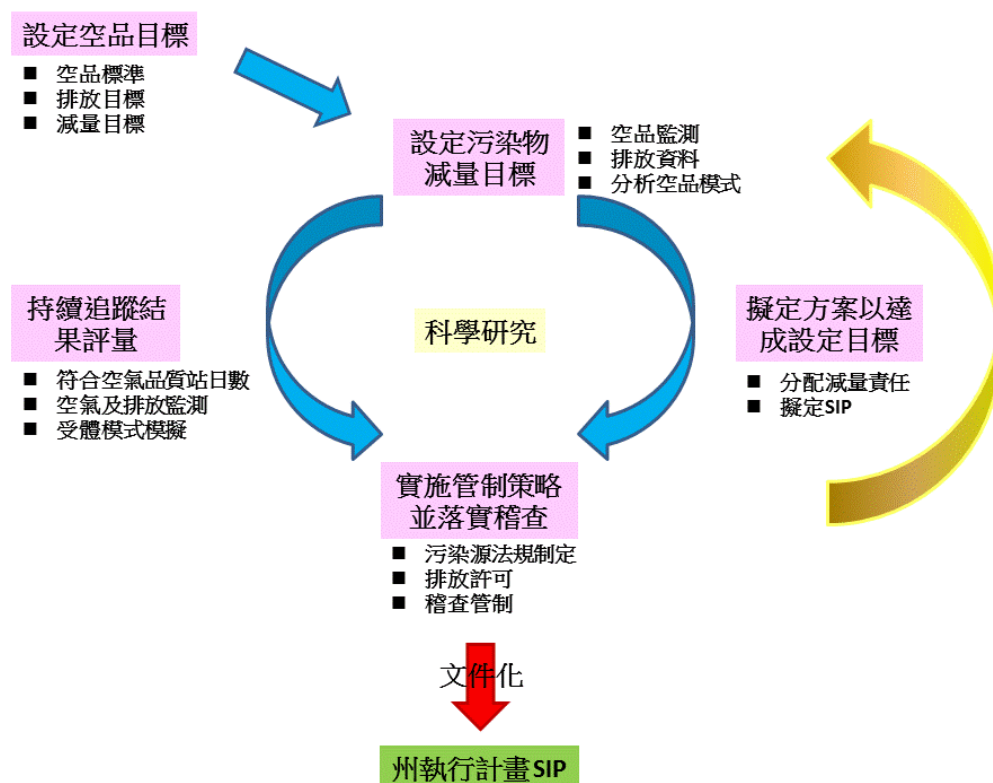 設定空品目標
■ 空品標準
■ 排放目標
■ 減量目標
設定污染物
減量目標
■ 空品監測
■ 排放資料
■ 分析空品模式
持續追蹤結
果評量
■ 符合空氣品質站日數
■ 空氣及排放監測
■ 受體模式模擬
科學研究
擬定方案以達
成設定目標
■ 分配減量責任
■ 擬定SIP
實施管制策略
並落實稽查
■ 污染源法規制定
■ 排放許可
■ 稽查管制
文件化
州執行計畫SIP